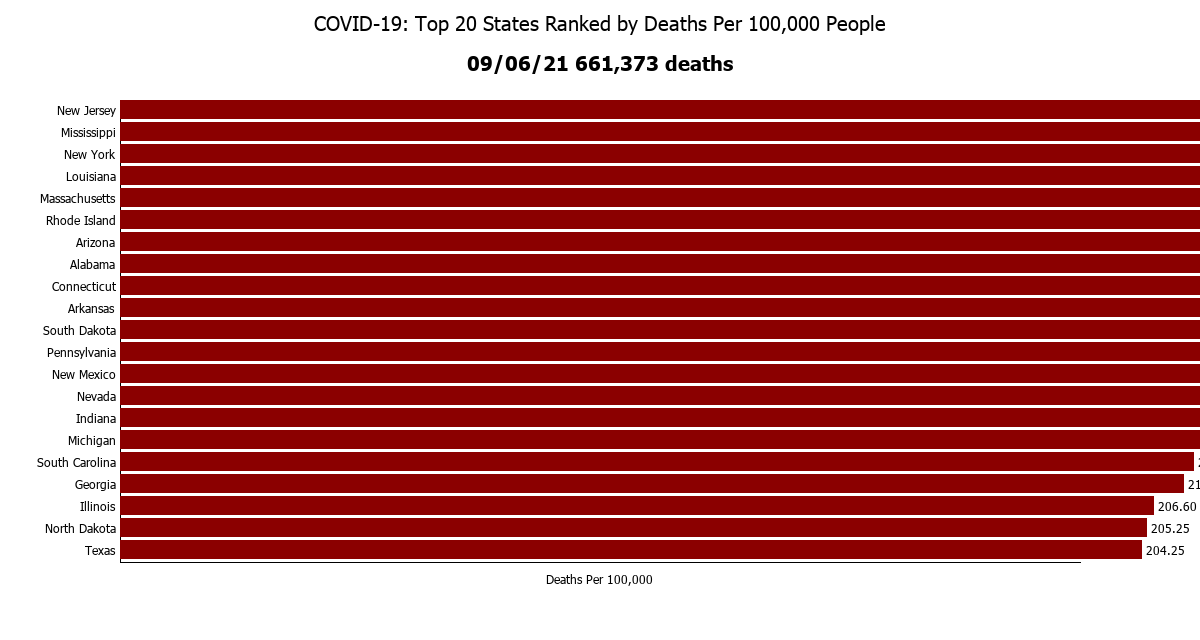 COVID-19: Top 20 States Ranked by Deaths Per 100,000 People
09/06/21 661,373 deaths
New Jersey
Mississippi
New York
Louisiana
Massachusetts
Rhode Island
Arizona
Alabama
Connecticut
Arkansas
South Dakota
Pennsylvania
New Mexico
Nevada
Indiana
Michigan
South Carolina
Georgia 21
Illinois 206.60
North Dakota 205.25
Texas 204.25
Deaths Per 100,000